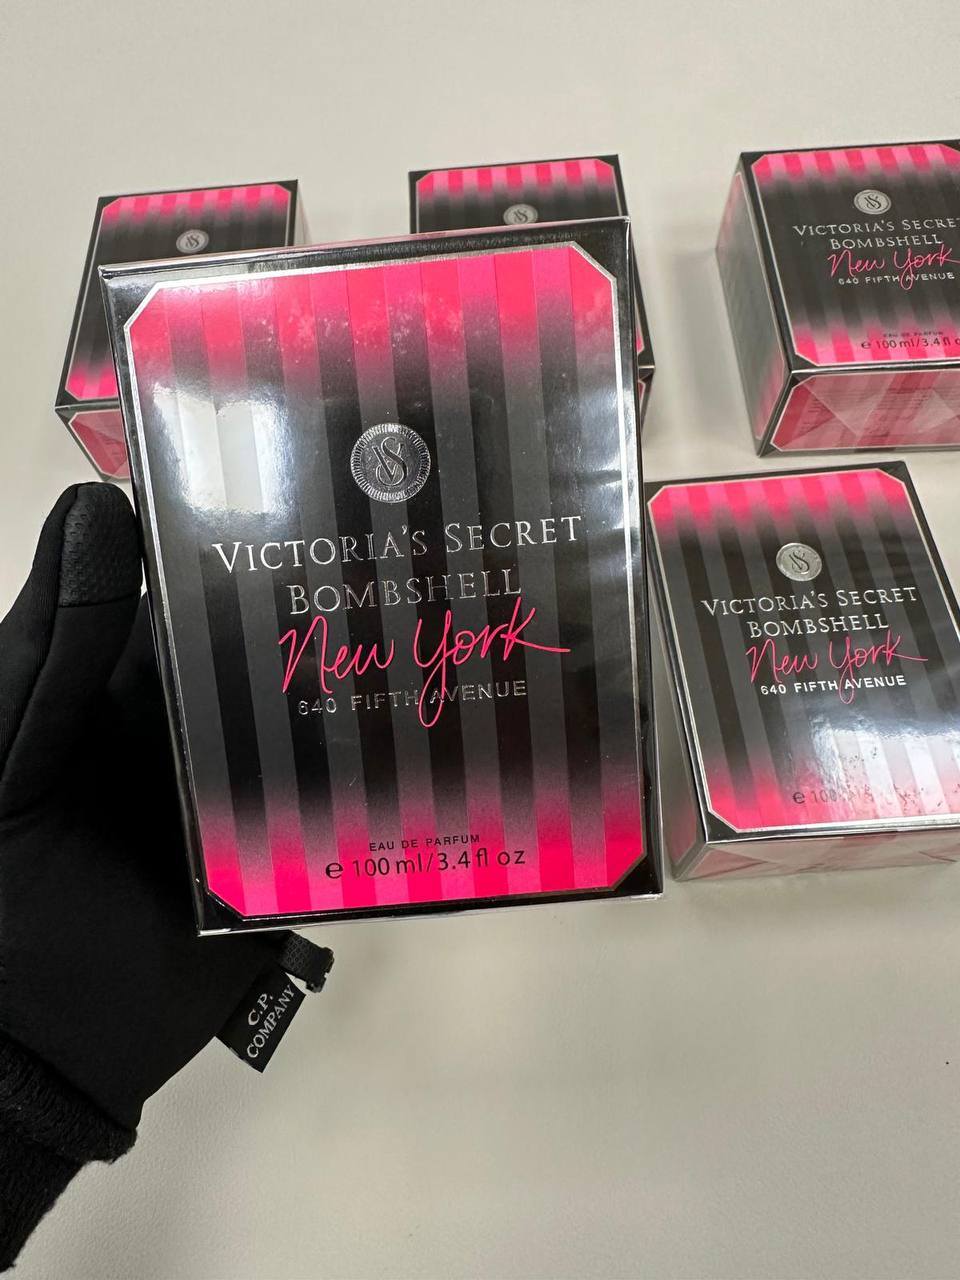 VICTORIA'S SECRET
BOMBSHELL
New York
640 FIFTH AVENUE
EAU DE PARFUM
e 100 ml/3.4 fl oz
C.P.
COMPANY
VICTORIA'S SECRET
BOMBSHELL
New York
640 FIFTH AVENUE
EAU DE PARFUM
e 100 ml/3.4 fl
VICTORIA'S SECRET
BOMBSHELL
New York
640 FIFTH AVENUE
e 100